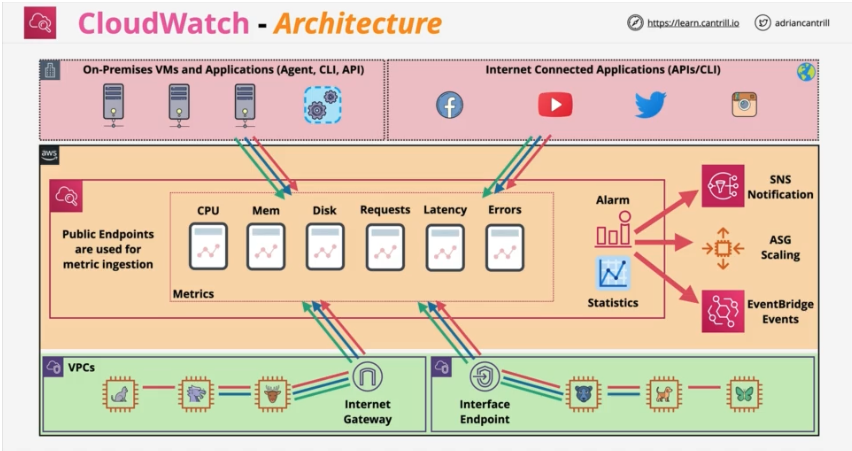 CloudWatch - Architecture
https://learn.cantrill.io
adriancantrill
On-Premises VMs and Applications (Agent, CLI, API)
Internet Connected Applications (APIs/CLI)
aws
Public Endpoints
are used for
metric ingestion
CPU
Mem
Disk
Requests
Latency
Errors
Metrics
Alarm
Statistics
SNS
Notification
ASG
Scaling
EventBridge
Events
VPCs
Internet
Gateway
Interface
Endpoint